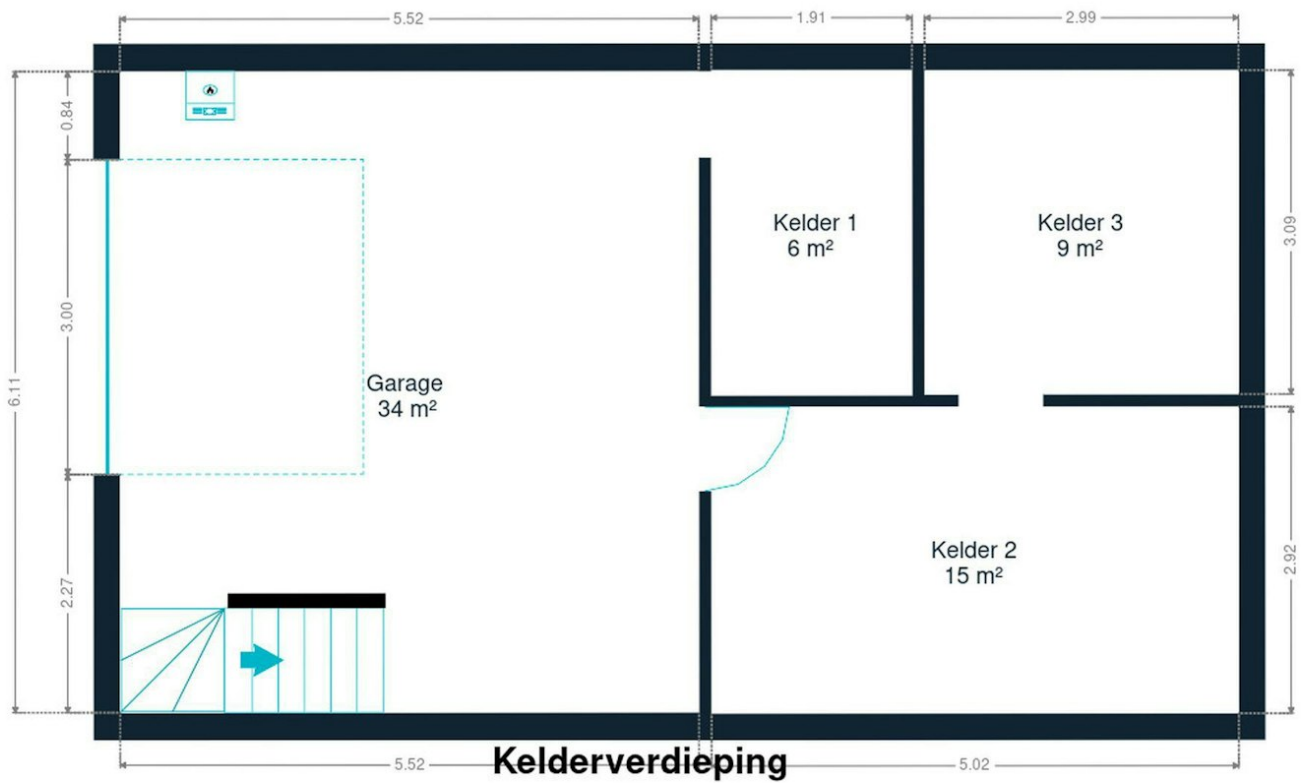 5.52
1.91
2.99
0.84
3.00
6.11
2.27
3.09
2.92
Kelder 1
6 m²
Kelder 3
9 m²
Garage
34 m²
Kelder 2
15 m²
Kelderverdieping
5.52
5.02